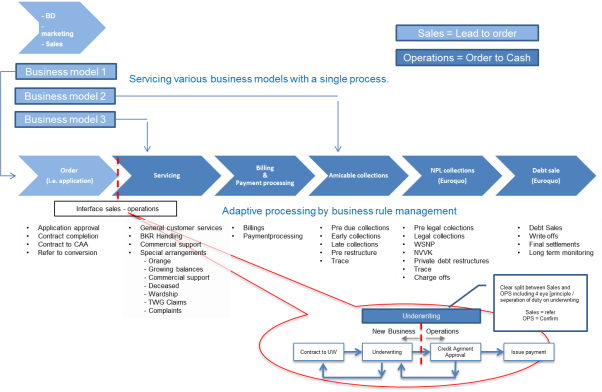 - BD
-
marketing
- Sales
Sales = Lead to order
Operations = Order to Cash
Business model 1
Business model 2
Business model 3
Servicing various business models with a single process.
Order
(i.e. application)
Servicing
Billing
&
Payment processing
Amicable collections
NPL collections
(Euroquo)
Debt sale
(Euroquo)
Interface sales - operations
Adaptive processing by business rule management
• Application approval
• Contract completion
• Contract to CAA
• Refer to conversion
• General customer services
• BKR Handling
• Commercial support
• Special arrangements
- Orange
- Growing balances
- Commercial support
- Deceased
- Wardship
- TWG Claims
- Complaints
• Billings
• Paymentprocessing
• Pre due collections
• Early collections
• Late collections
• Pre restructure
• Trace
• Pre legal colections
• Legal collections
• WSNP
• NVVK
• Private debt restructures
• Trace
• Charge offs
• Debt Sales
• Write offs
• Final settlements
• Long term monitoring
Clear split between Sales and
OPS including 4 eye [principle /
seperation of duty on underwriting
Sales = refer
OPS = Confirm
Underwriting
New Business
Operations
Contract to UW
Underwriting
Credit Agrment
Approval
Issue payment